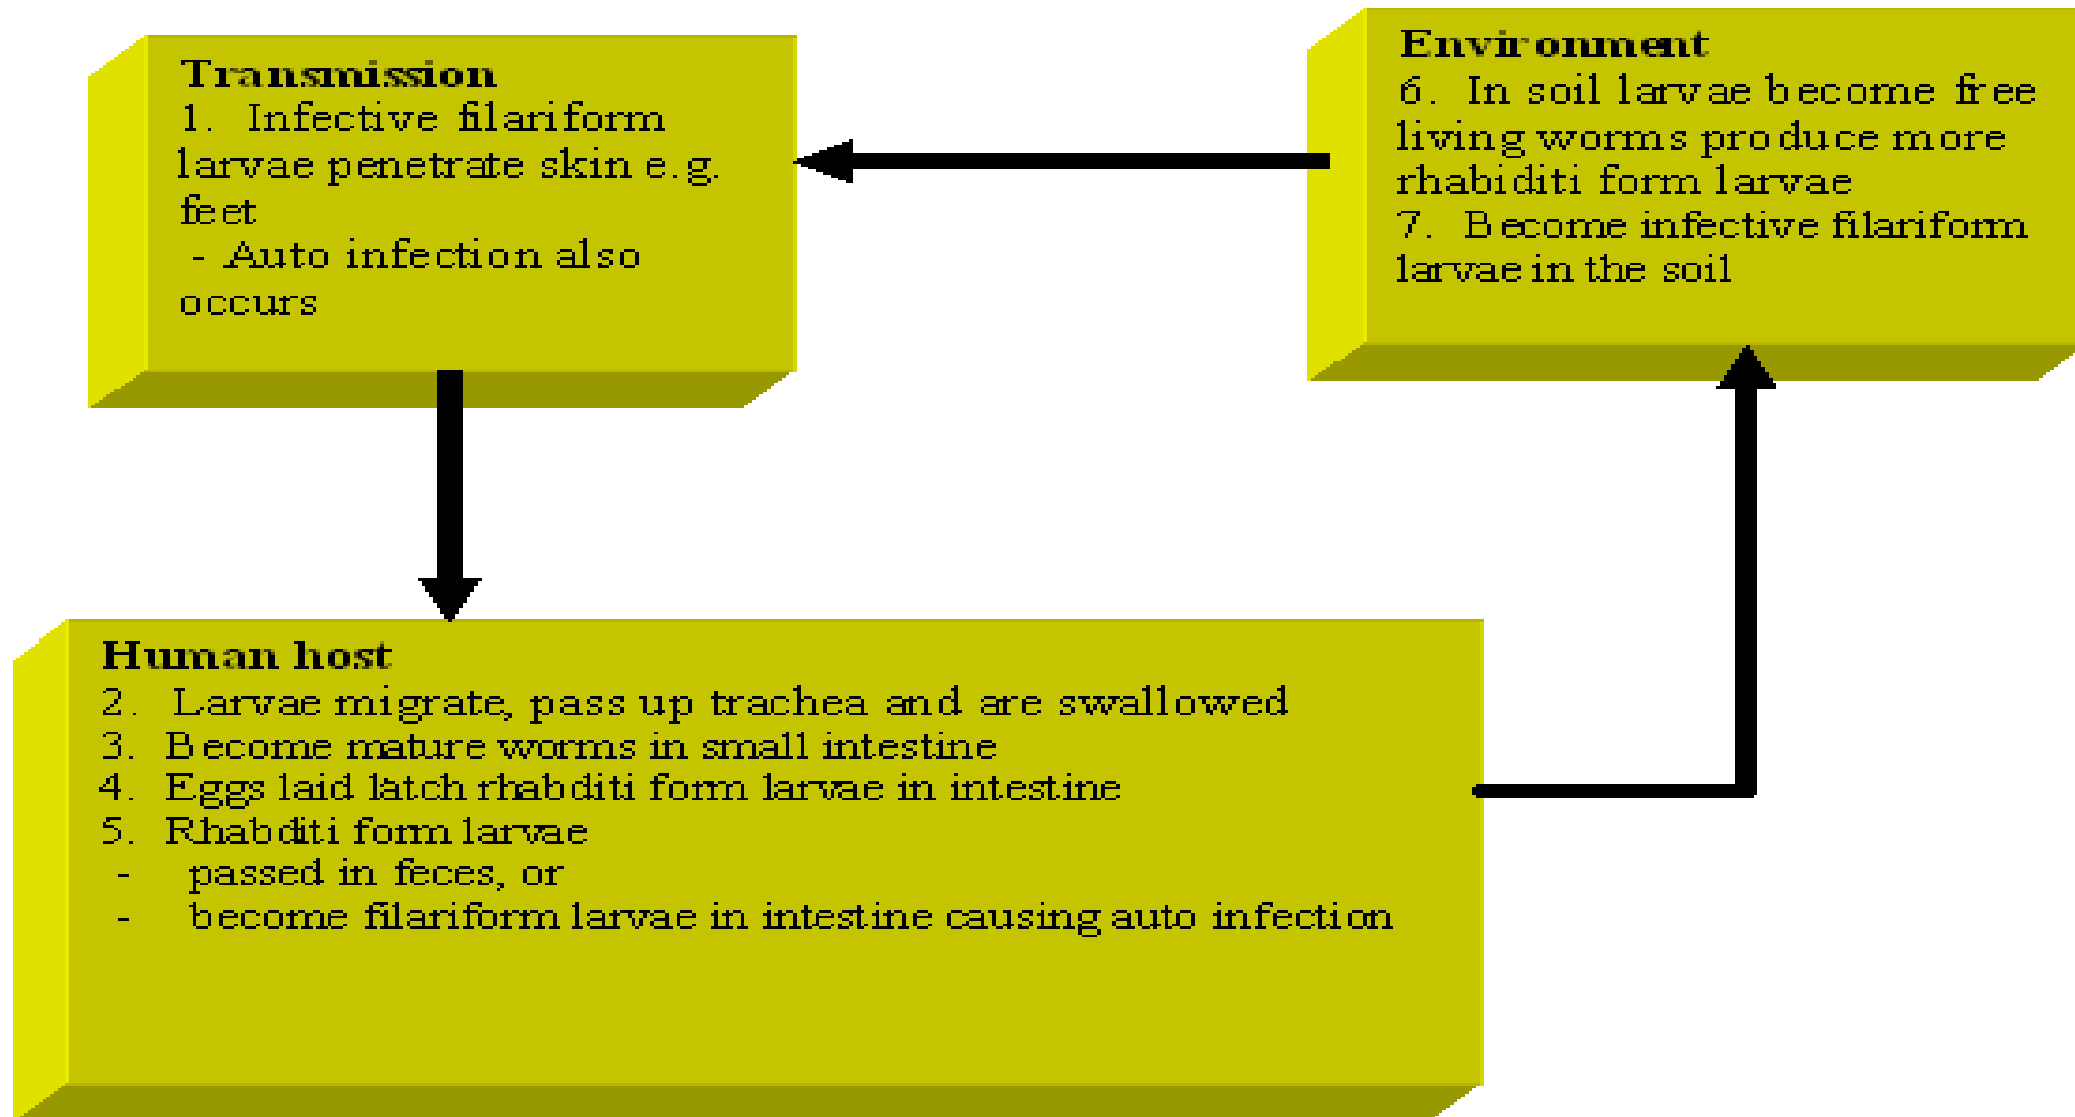 Transmission
1. Infective filariform
larvae penetrate skin e.g.
feet
- Auto infection also
occurs
Human host
2. Larvae migrate, pass up trachea and are swallowed
3. Become mature worms in small intestine
4. Eggs laid latch rhabditi form larvae in intestine
5. Rhabditi form larvae
- passed in feces, or
- become filariform larvae in intestine causing auto infection
Environment
6. In soil larvae become free
living worms produce more
rhabiditi form larvae
7. Become infective filariform
larvae in the soil